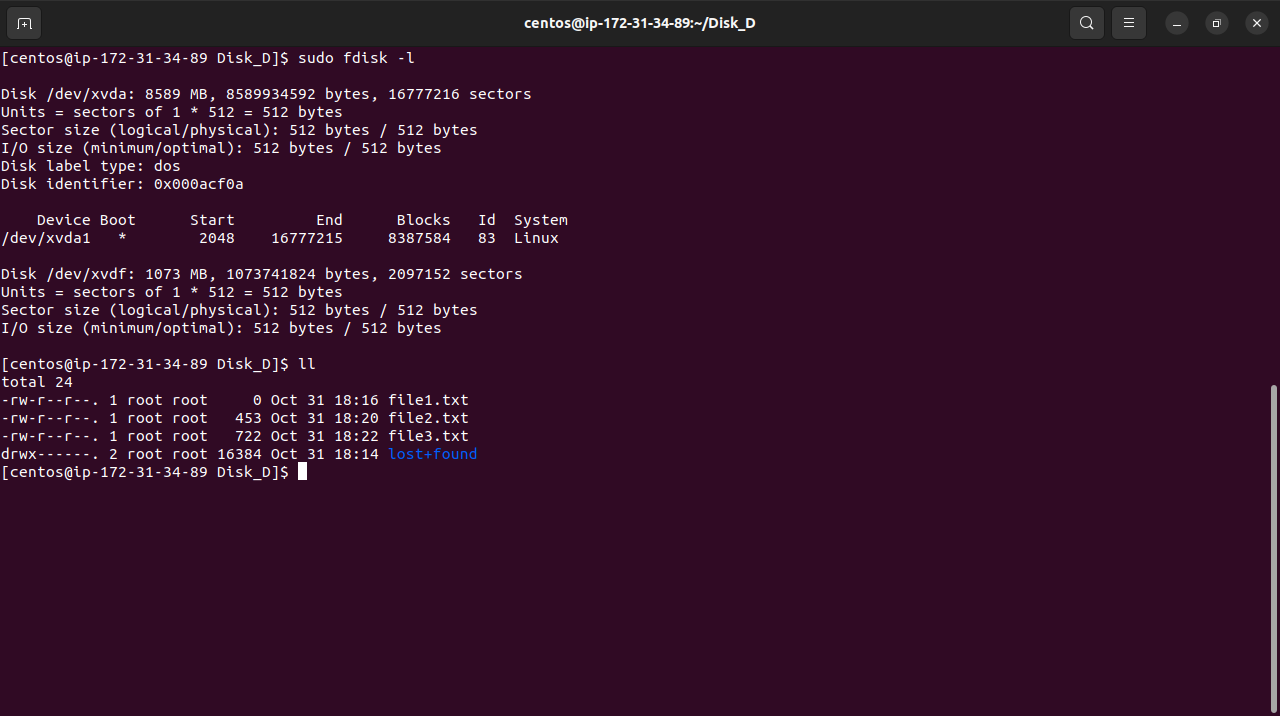 centos@ip-172-31-34-89:~/Disk_D
[centos@ip-172-31-34-89 Disk_D]$ sudo fdisk -l
Disk /dev/xvda: 8589 MB, 8589934592 bytes, 16777216 sectors
Units = sectors of 1 * 512 = 512 bytes
Sector size (logical/physical): 512 bytes / 512 bytes
I/O size (minimum/optimal): 512 bytes / 512 bytes
Disk label type: dos
Disk identifier: 0x000acf0a
    Device Boot      Start         End      Blocks   Id  System
/dev/xvda1   *        2048    16777215     8387584   83  Linux
Disk /dev/xvdf: 1073 MB, 1073741824 bytes, 2097152 sectors
Units = sectors of 1 * 512 = 512 bytes
Sector size (logical/physical): 512 bytes / 512 bytes
I/O size (minimum/optimal): 512 bytes / 512 bytes
[centos@ip-172-31-34-89 Disk_D]$ ll
total 24
-rw-r--r--. 1 root root     0 Oct 31 18:16 file1.txt
-rw-r--r--. 1 root root   453 Oct 31 18:20 file2.txt
-rw-r--r--. 1 root root   722 Oct 31 18:22 file3.txt
drwx------. 2 root root 16384 Oct 31 18:14 lost+found
[centos@ip-172-31-34-89 Disk_D]$